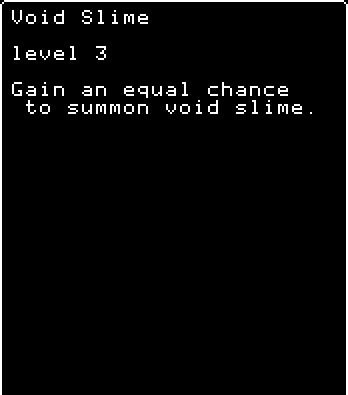 Void Slime
level 3
Gain an equal chance
to summon void slime.